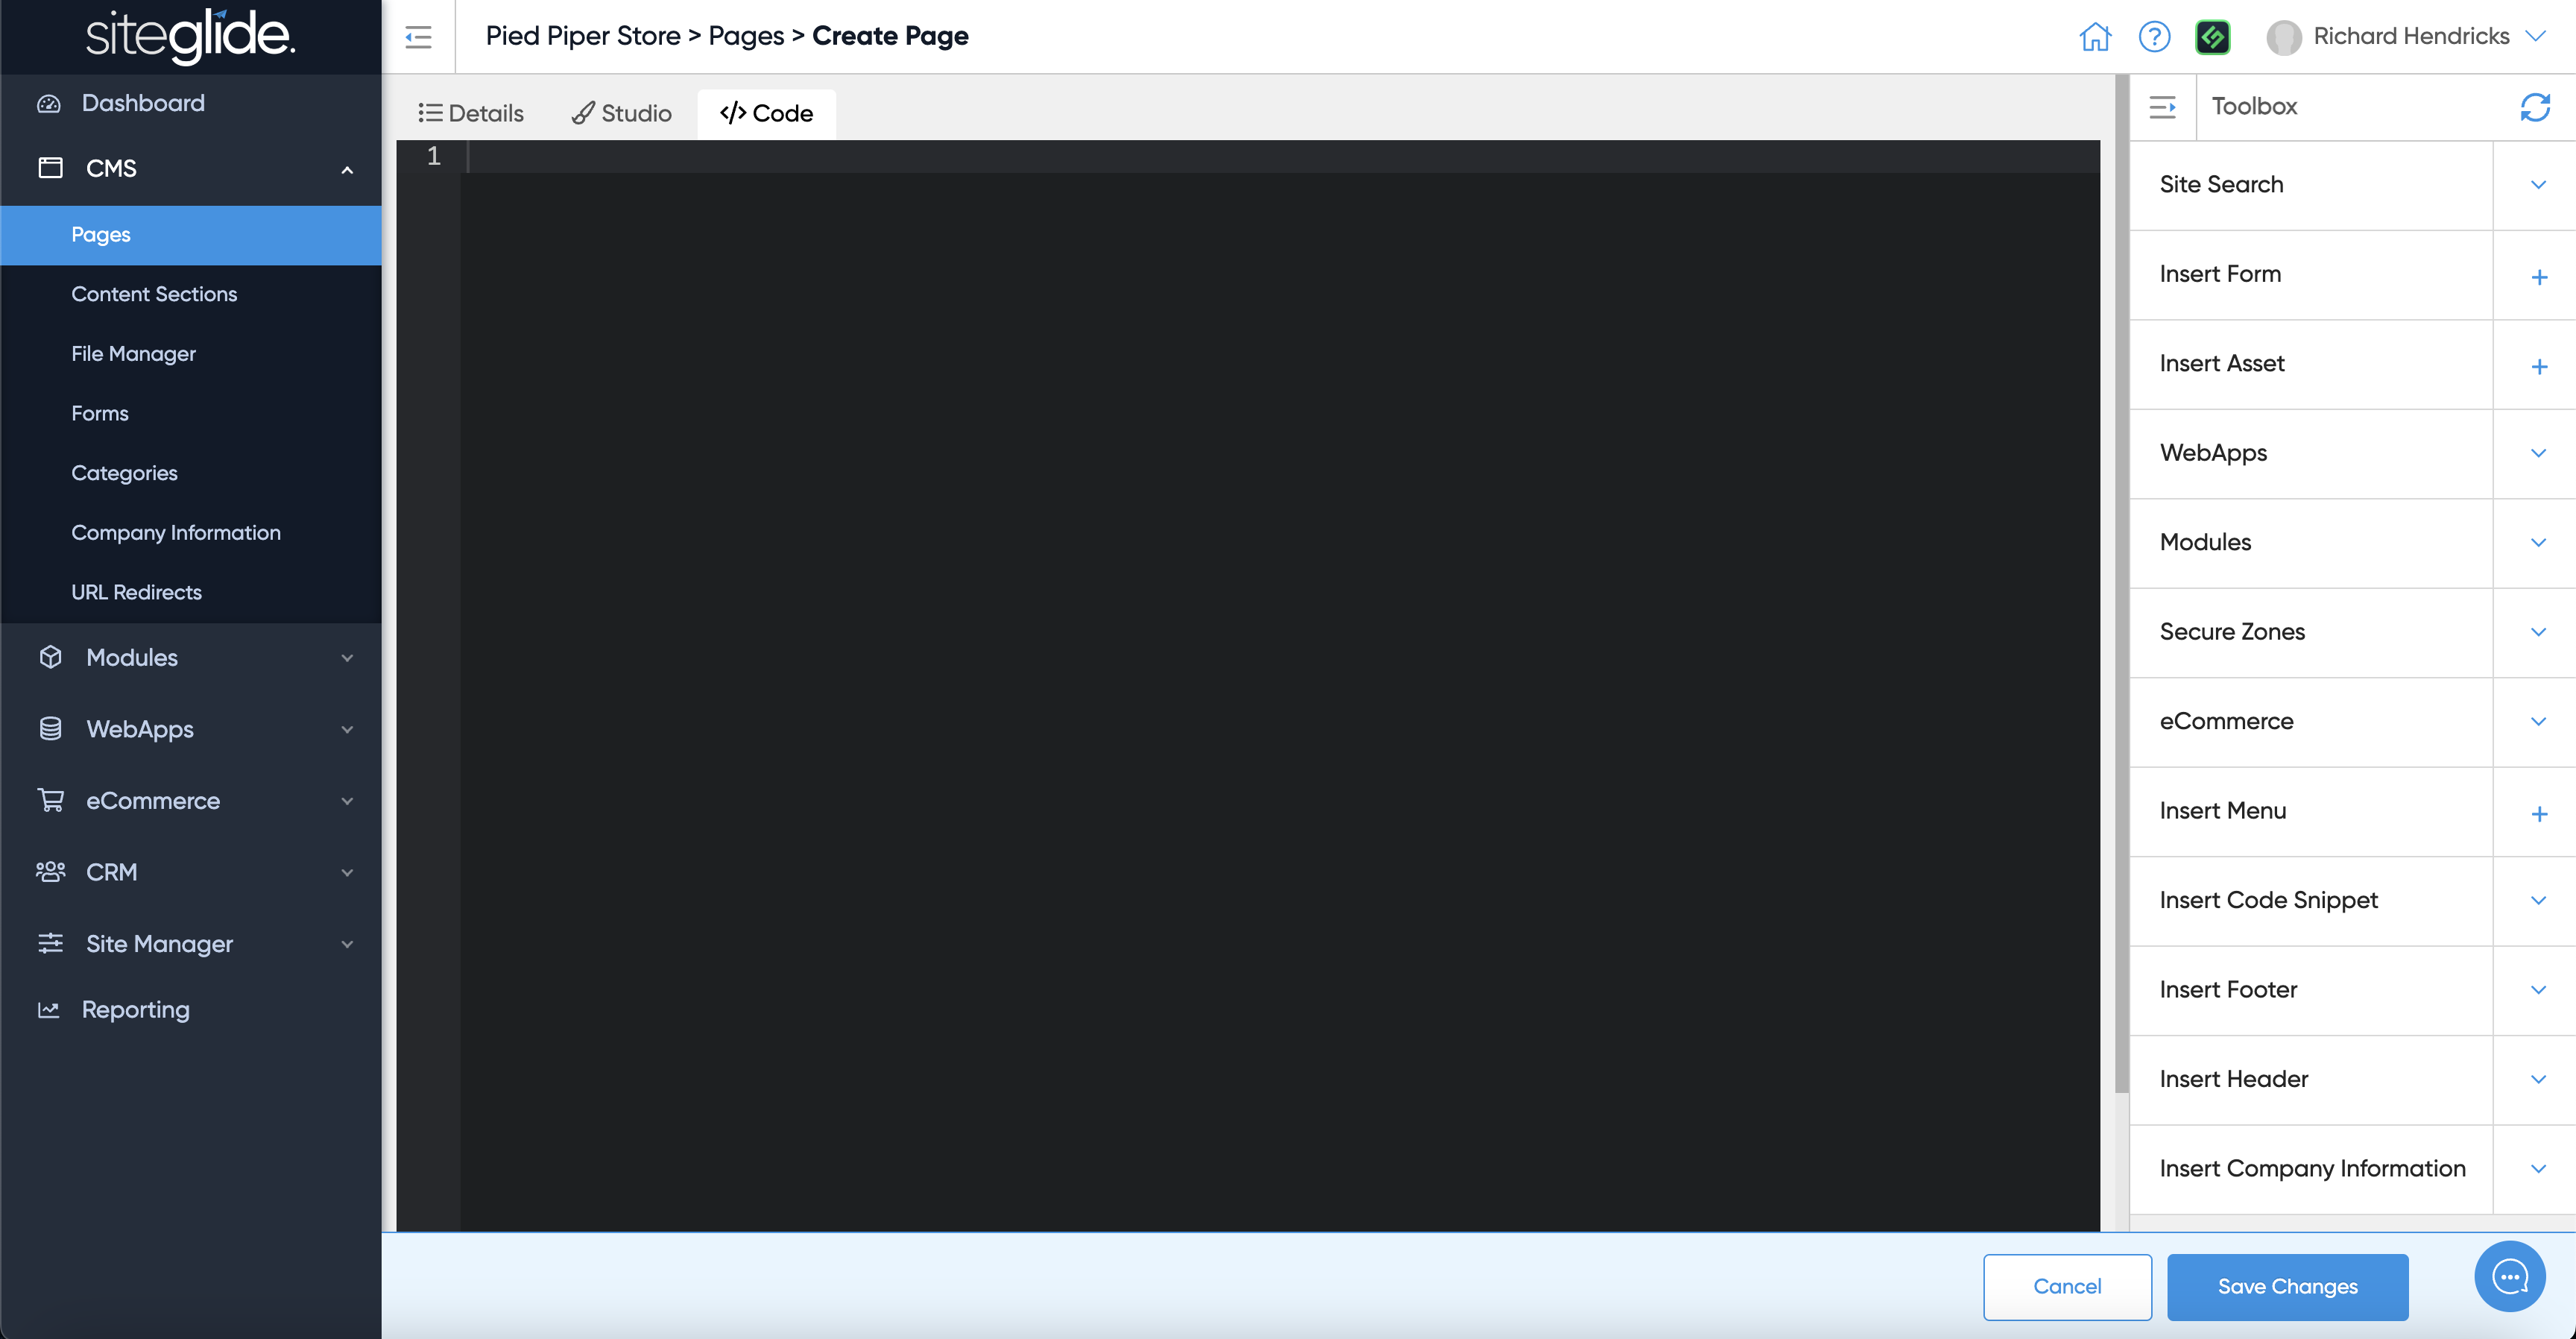 siteglide.
Pied Piper Store > Pages > Create Page
Richard Hendricks
Dashboard
CMS
Pages
Content Sections
File Manager
Forms
Categories
Company Information
URL Redirects
Modules
WebApps
eCommerce
CRM
Site Manager
Reporting
Details
Studio
</> Code
1
Toolbox
Site Search
Insert Form
Insert Asset
WebApps
Modules
Secure Zones
eCommerce
Insert Menu
Insert Code Snippet
Insert Footer
Insert Header
Insert Company Information
Cancel
Save Changes